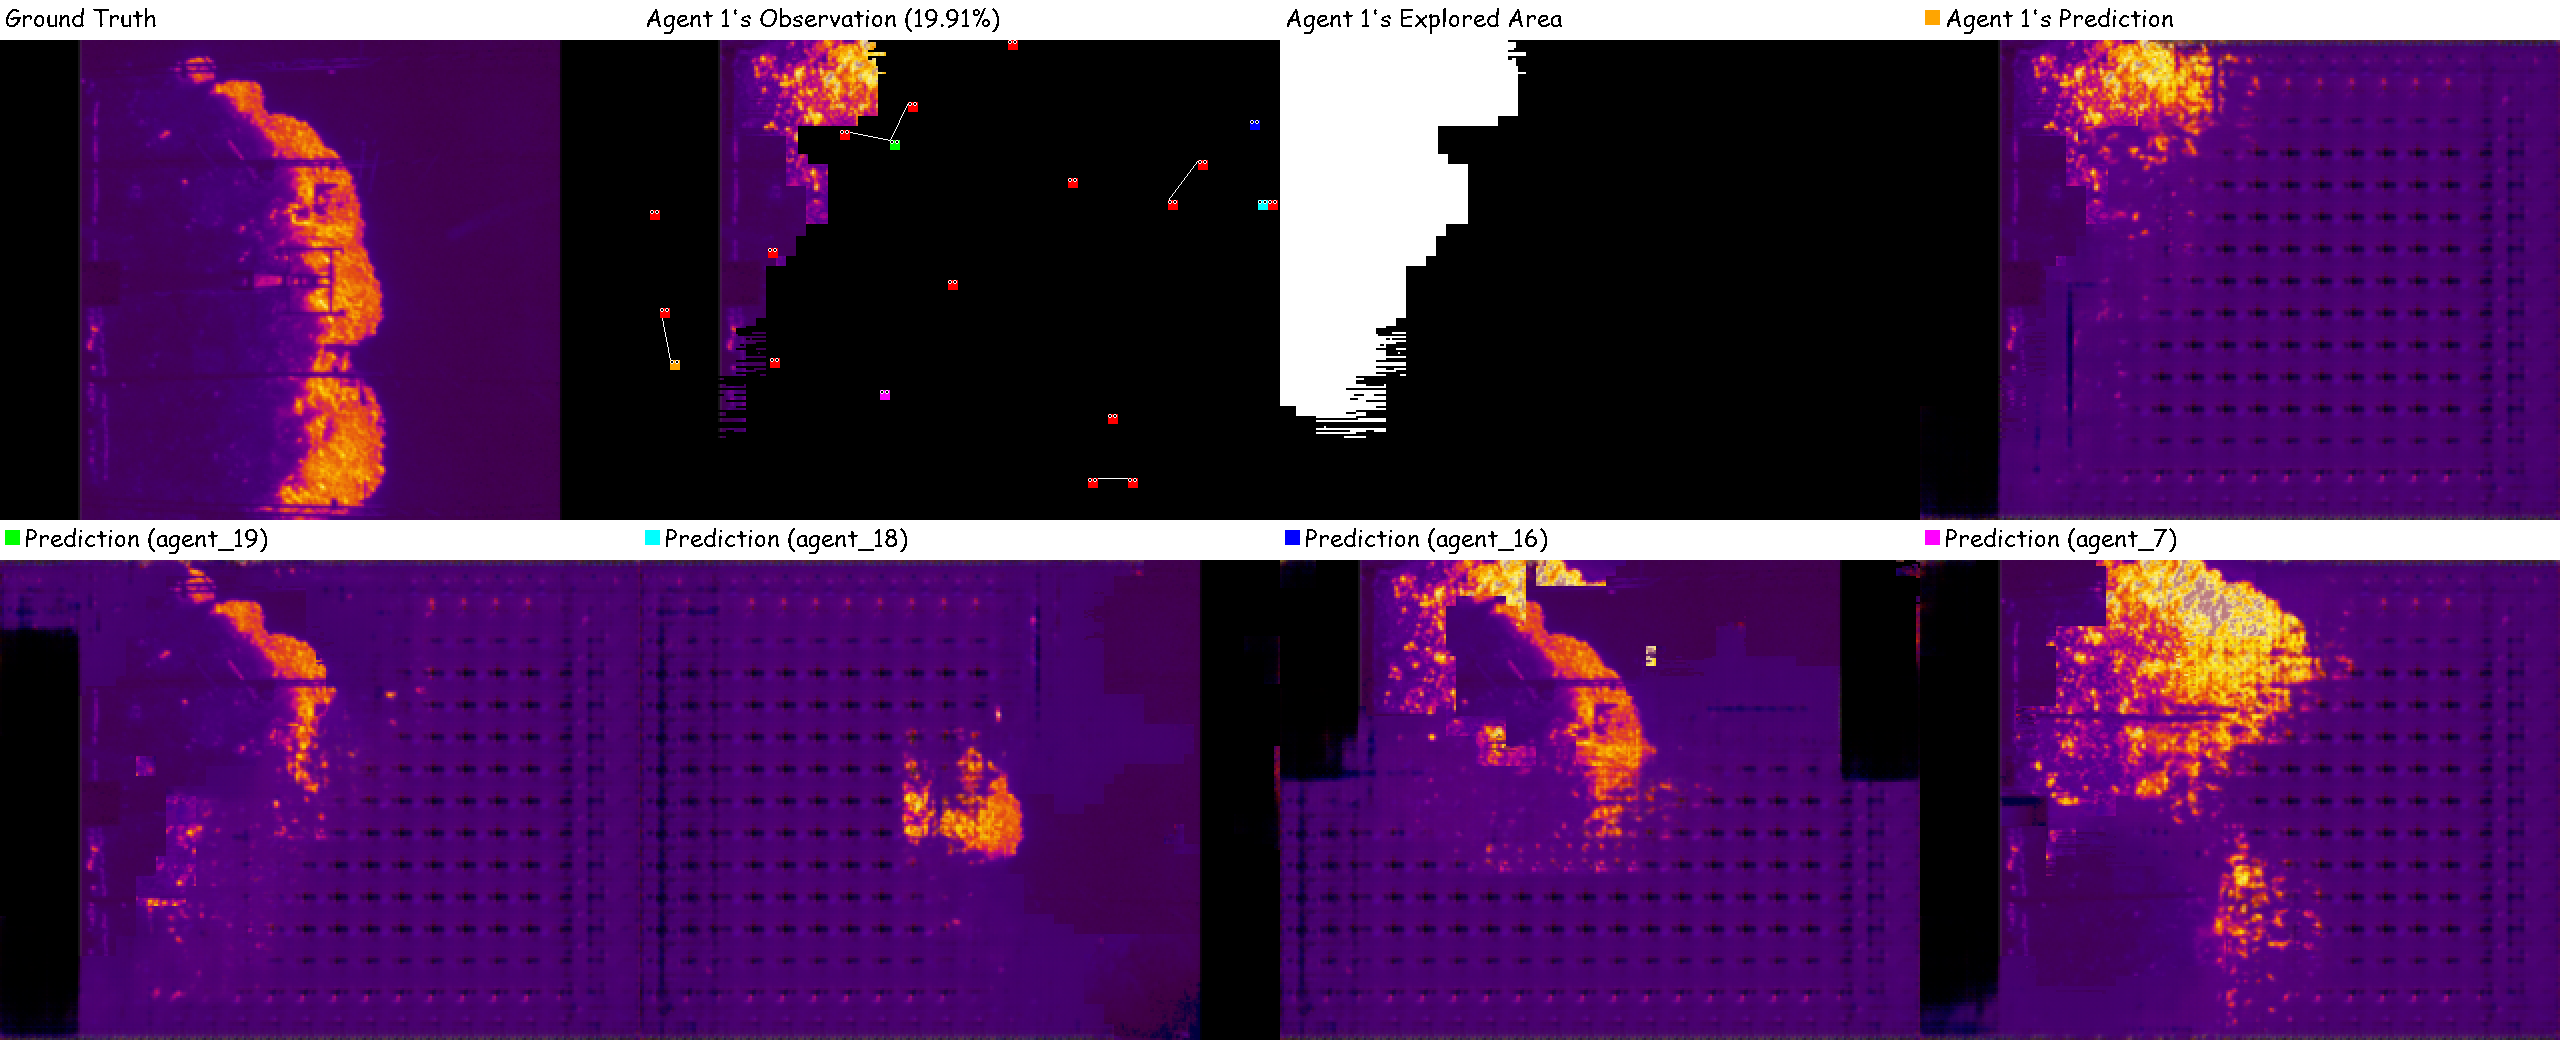 Ground Truth
Agent 1's Observation (19.91%)
Agent 1's Explored Area
Agent 1's Prediction
Prediction (agent_19)
Prediction (agent_18)
Prediction (agent_16)
Prediction (agent_7)